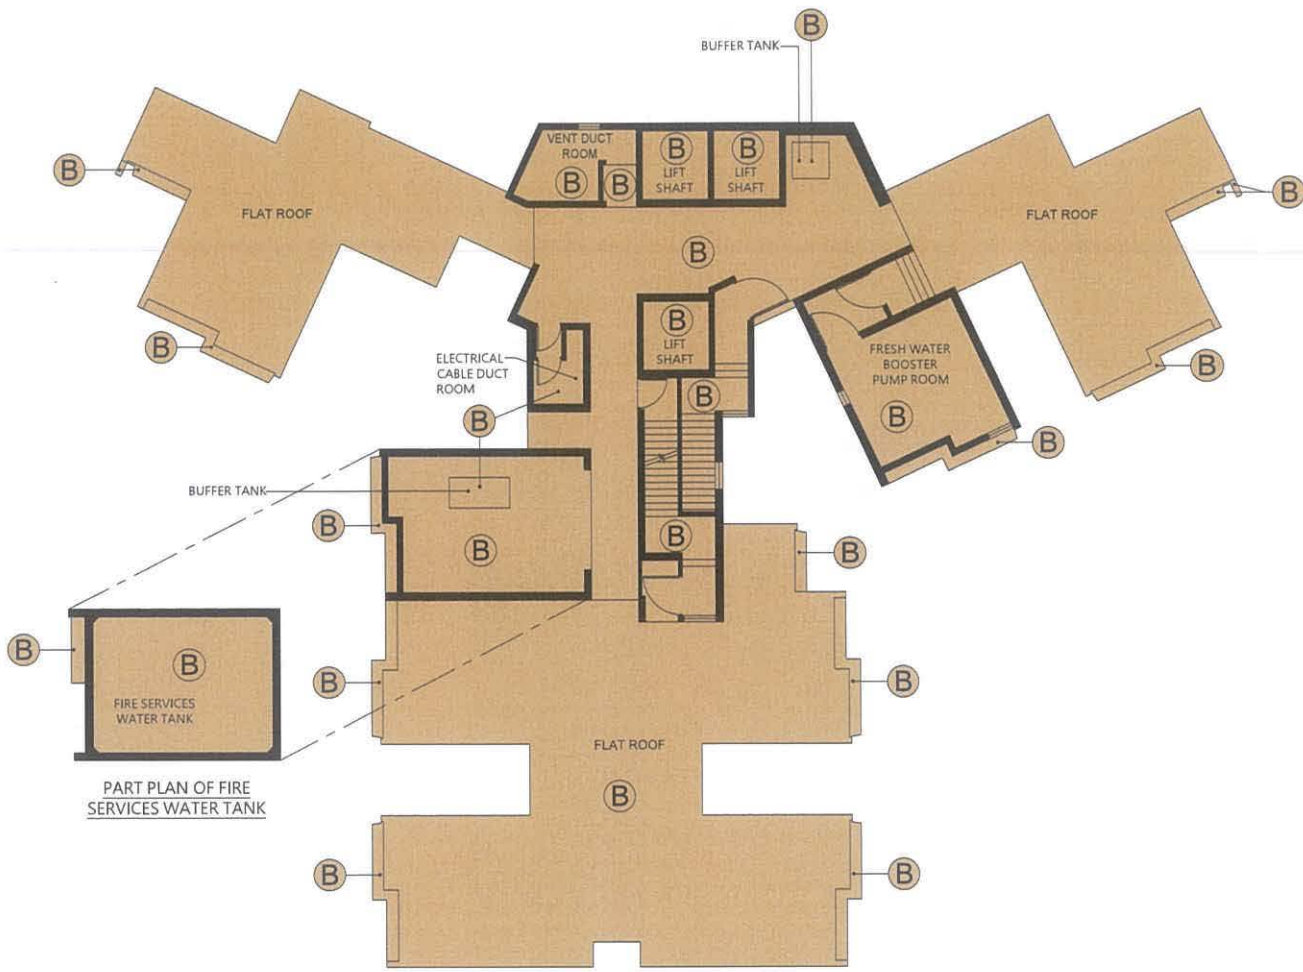 B
BUFFER TANK
VENT DUCT
ROOM
B
B
B
LIFT
SHAFT
B
LIFT
SHAFT
B
FLAT ROOF
B
FLAT ROOF
B
B
B
B
LIFT
SHAFT
ELECTRICAL
CABLE DUCT
ROOM
B
B
FRESH WATER
BOOSTER
PUMP ROOM
B
B
B
BUFFER TANK
B
B
B
B
B
FIRE SERVICES
WATER TANK
B
PART PLAN OF FIRE
SERVICES WATER TANK
B
B
FLAT ROOF
B
B
B